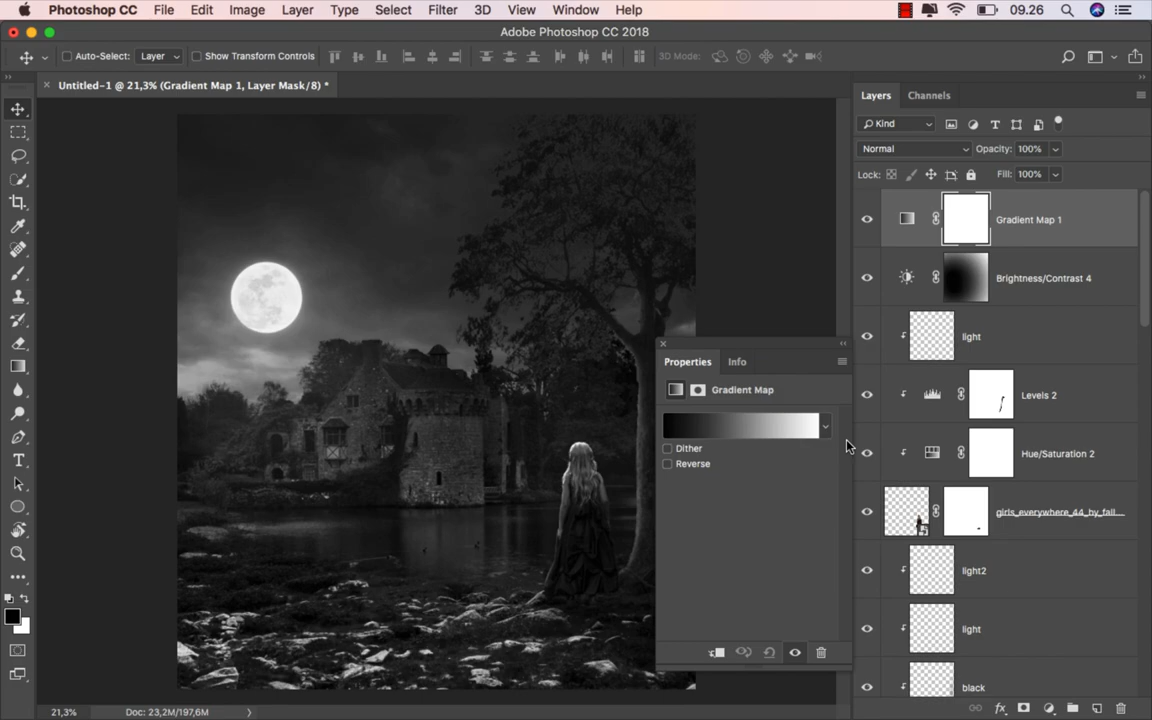 Photoshop CC File Edit Image Layer Type Select Filter 3D View Window Help 09.26
Adobe Photoshop CC 2018
Auto-Select: Layer Show Transform Controls 3D Mode:
Untitled-1 @ 21,3% (Gradient Map 1, Layer Mask/8) *
Layers Channels
Kind
Normal Opacity: 100%
Lock: Fill: 100%
Gradient Map 1
Brightness/Contrast 4
light
Levels 2
Hue/Saturation 2
girls_everywhere_44_by_fall...
light2
light
black
Properties Info
Gradient Map
Dither
Reverse
21,3% Doc: 23,2M/197,6M